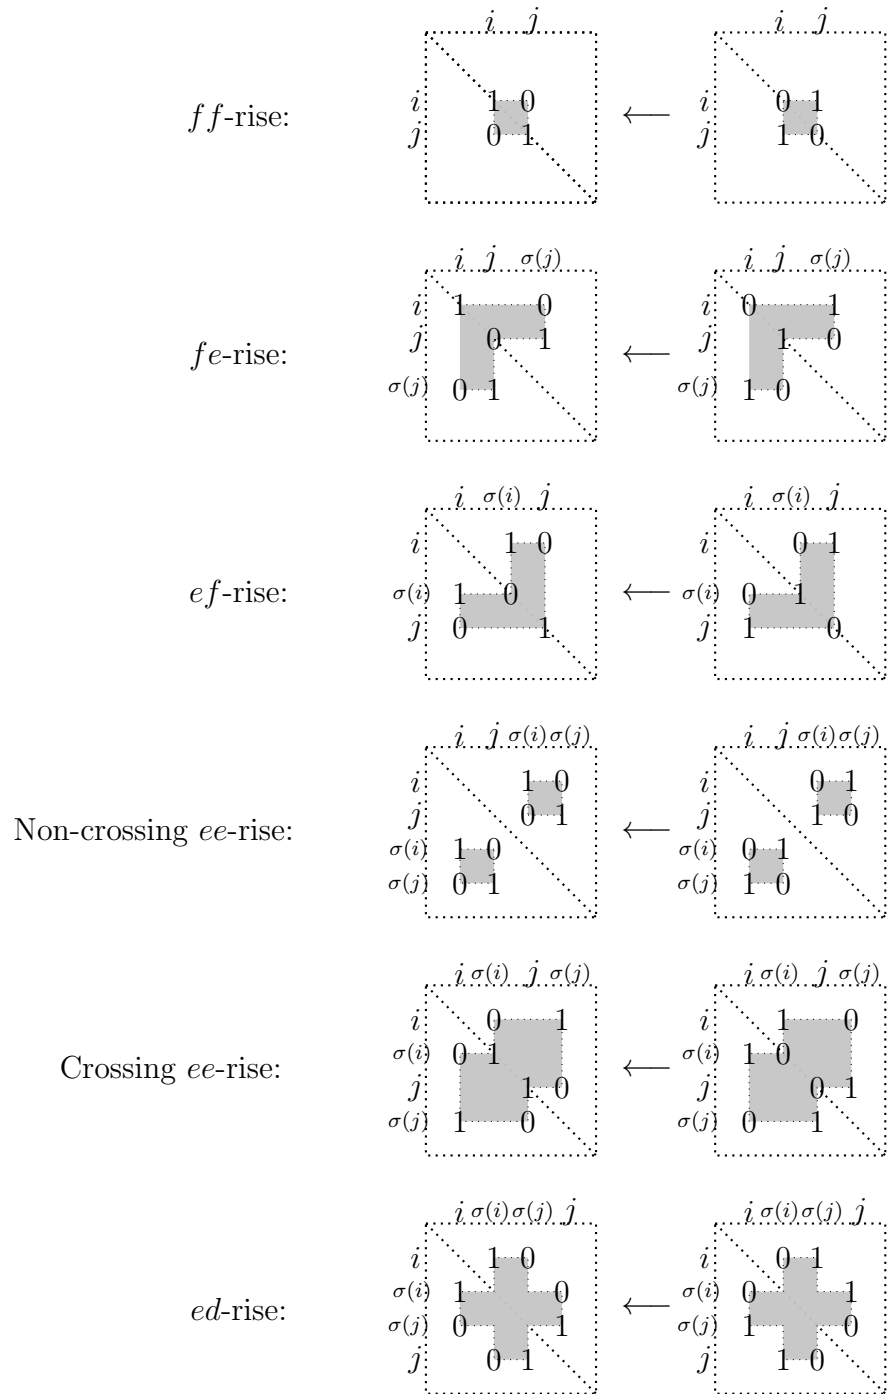 i j i j
i 1 0 i 0 1
ff-rise: ←
j 0 1 j 1 0
i j σ(j) i j σ(j)
i 1 0 i 0 1
j 0 1 j 1 0
fe-rise: ←
σ(j) 0 1 σ(j) 1 0
i σ(i) j i σ(i) j
i 1 0 i 0 1
ef-rise: σ(i) 1 0 ← σ(i) 0 1
j 0 1 j 1 0
i j σ(i) σ(j) i j σ(i) σ(j)
i 1 0 i 0 1
j 0 1 j 1 0
Non-crossing ee-rise: ←
σ(i) 1 0 σ(i) 0 1
σ(j) 0 1 σ(j) 1 0
i σ(i) j σ(j) i σ(i) j σ(j)
i 0 1 i 1 0
σ(i) 0 1 σ(i) 1 0
Crossing ee-rise: ←
j 1 0 j 0 1
σ(j) 1 0 σ(j) 0 1
i σ(i) σ(j) j i σ(i) σ(j) j
i 1 0 i 0 1
σ(i) 1 0 σ(i) 0 1
ed-rise: ←
σ(j) 0 1 σ(j) 1 0
j 0 1 j 1 0